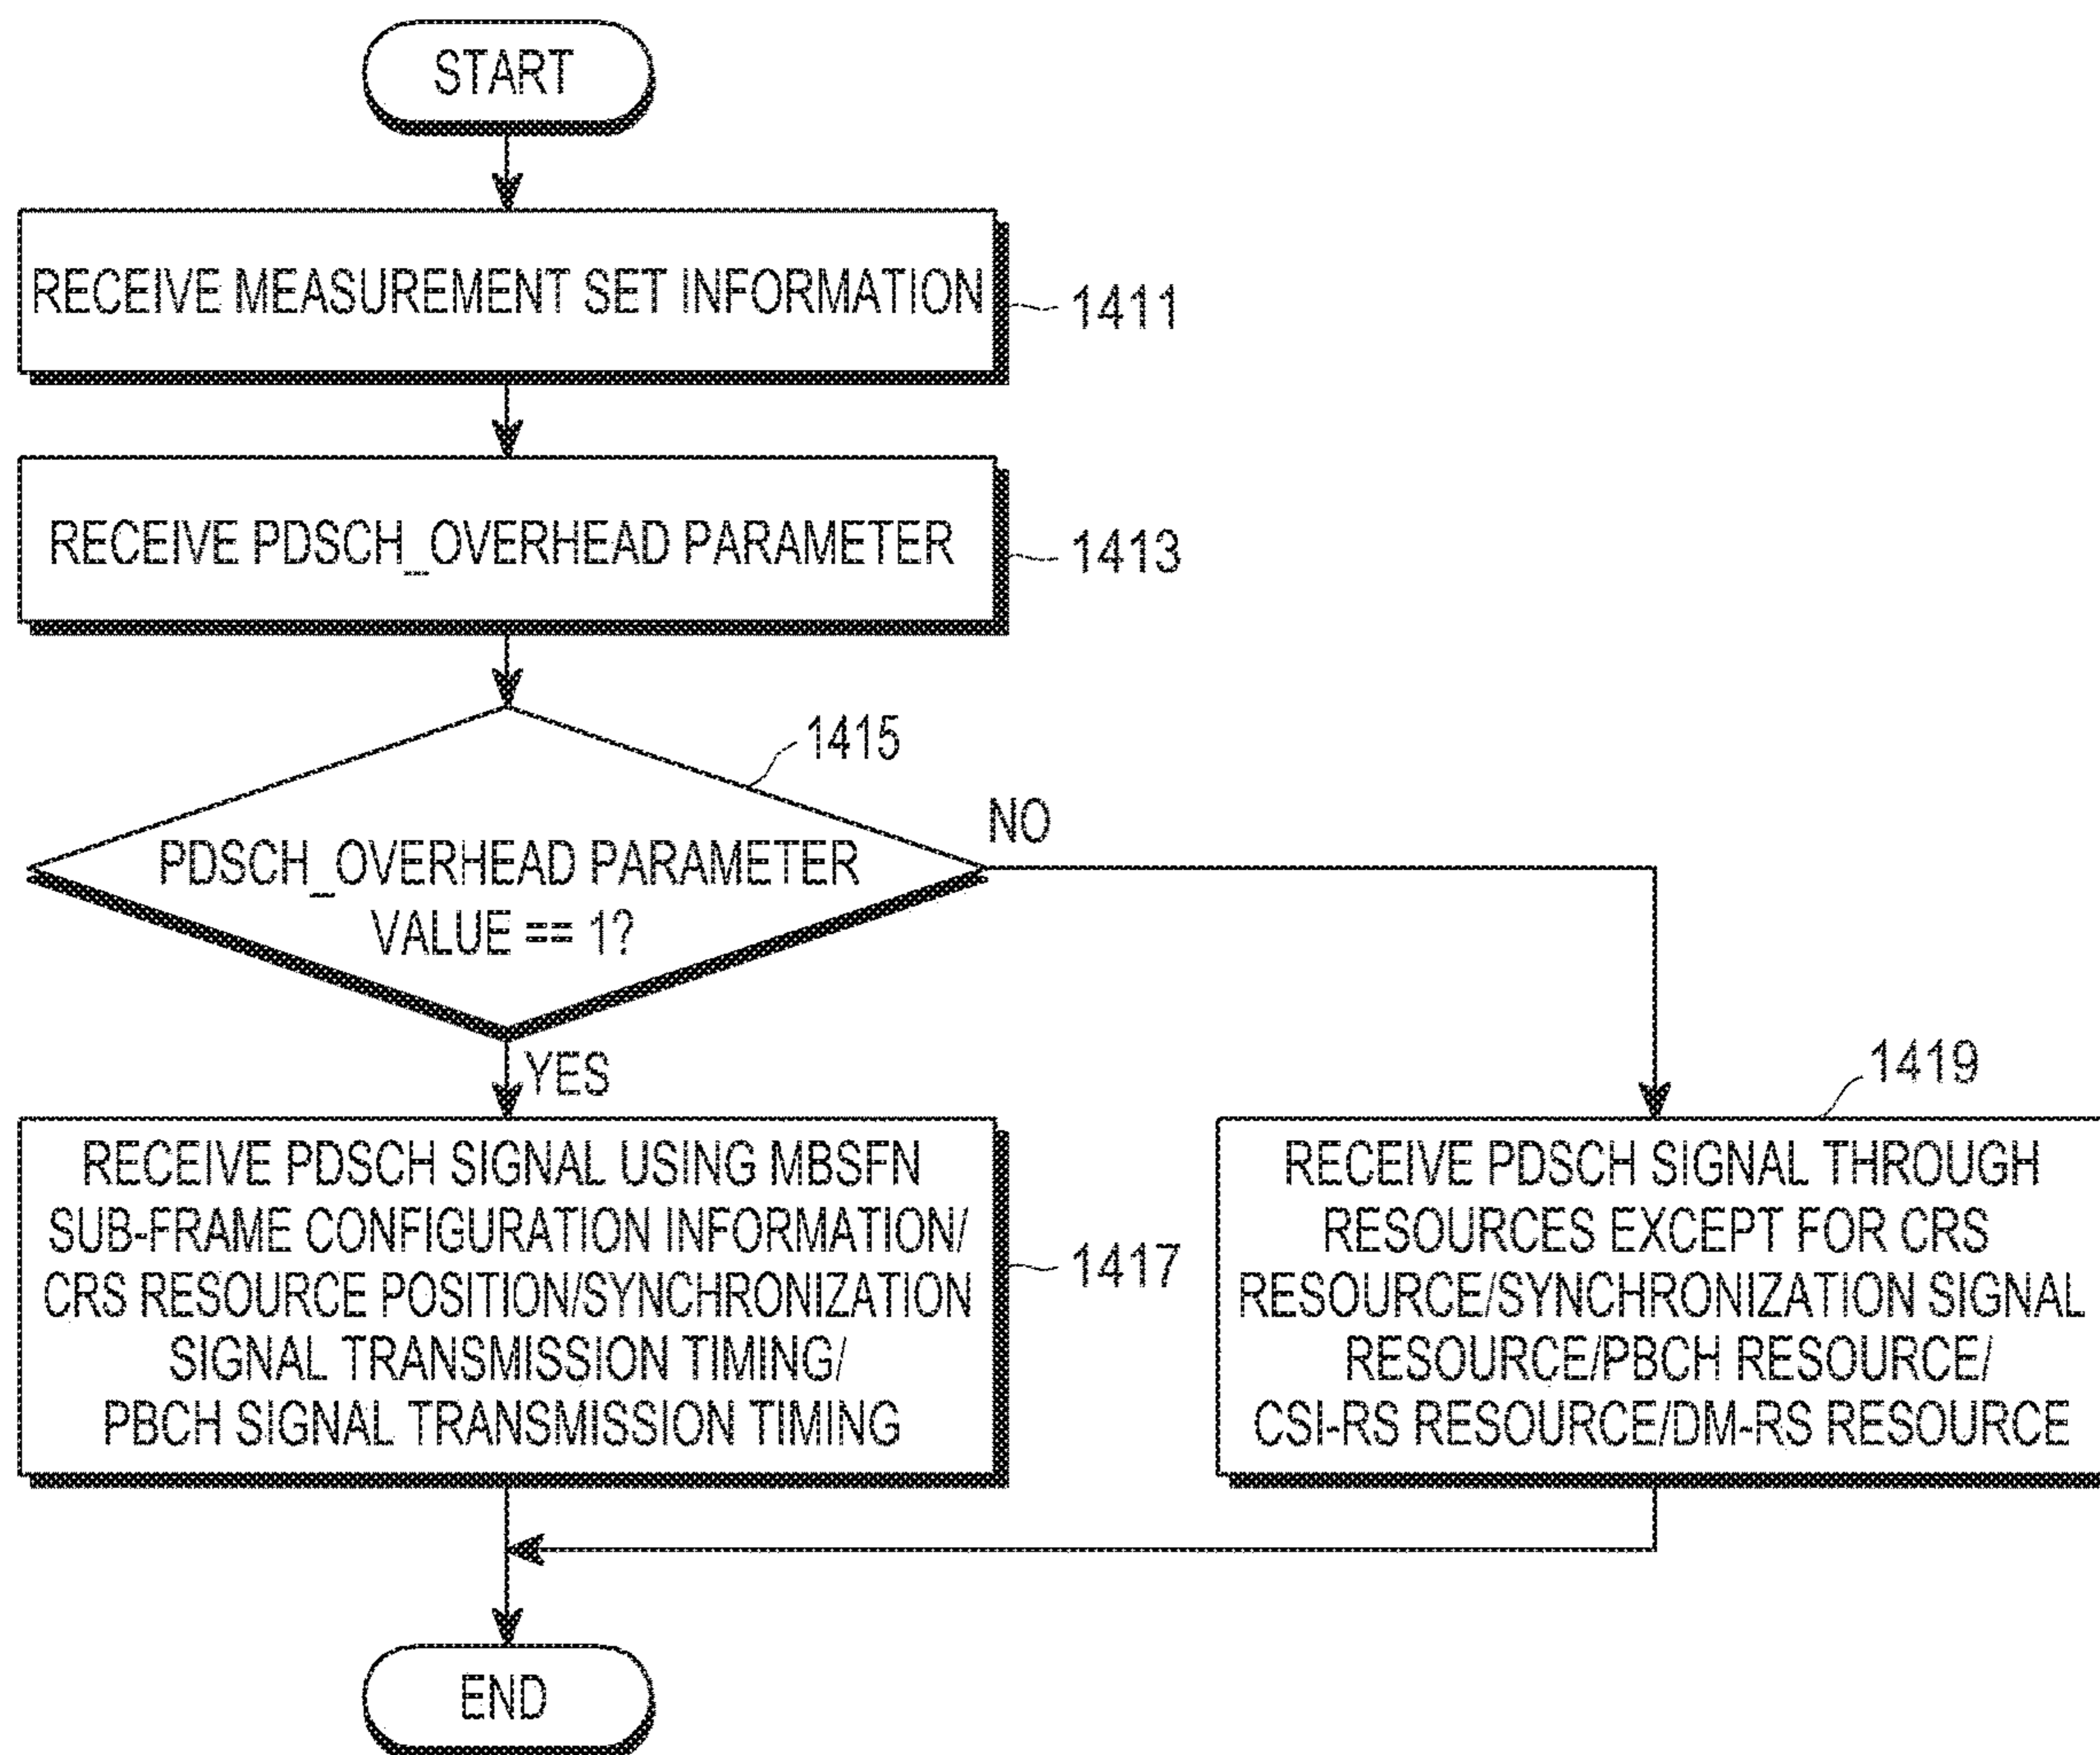 START
RECEIVE MEASUREMENT SET INFORMATION
1411
RECEIVE PDSCH_OVERHEAD PARAMETER
1413
1415
PDSCH_OVERHEAD PARAMETER
VALUE == 1?
NO
YES
RECEIVE PDSCH SIGNAL USING MBSFN
SUB-FRAME CONFIGURATION INFORMATION/
CRS RESOURCE POSITION/SYNCHRONIZATION
SIGNAL TRANSMISSION TIMING/
PBCH SIGNAL TRANSMISSION TIMING
1417
1419
RECEIVE PDSCH SIGNAL THROUGH
RESOURCES EXCEPT FOR CRS
RESOURCE/SYNCHRONIZATION SIGNAL
RESOURCE/PBCH RESOURCE/
CSI-RS RESOURCE/DM-RS RESOURCE
END